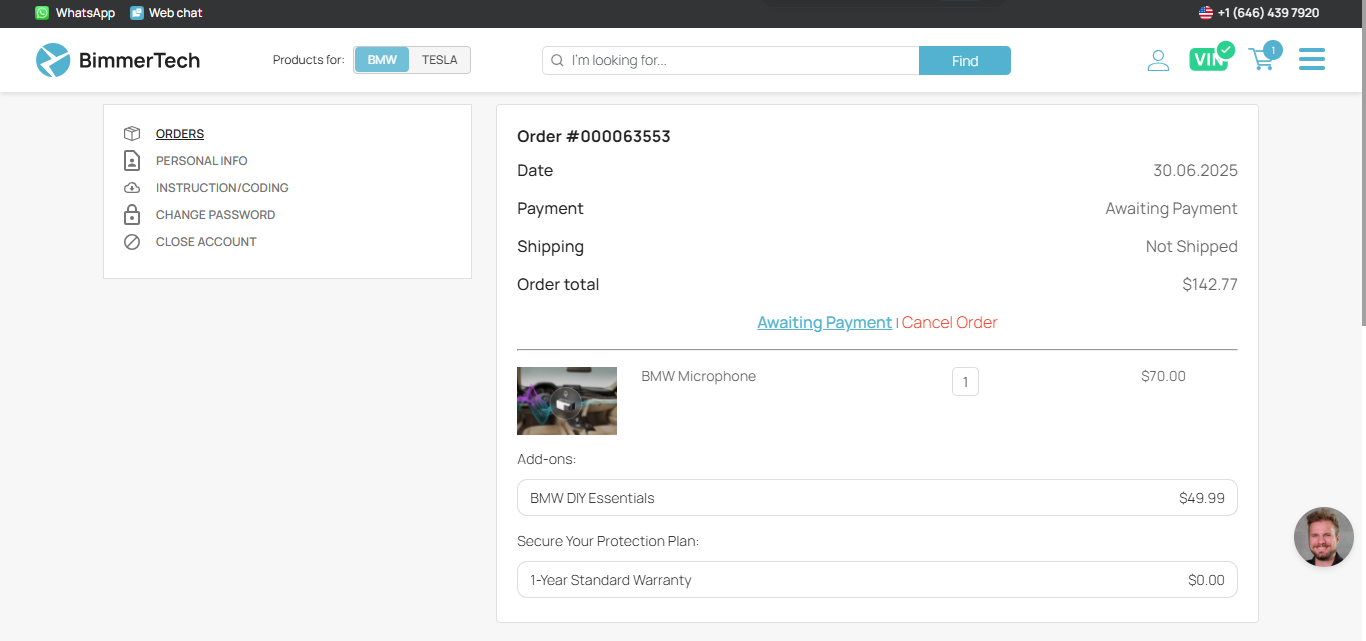 WhatsApp Web chat +1 (646) 439 7920
BimmerTech Products for: BMW TESLA I'm looking for... Find VIN 1
ORDERS
PERSONAL INFO
INSTRUCTION/CODING
CHANGE PASSWORD
CLOSE ACCOUNT
Order #000063553
Date 30.06.2025
Payment Awaiting Payment
Shipping Not Shipped
Order total $142.77
Awaiting Payment | Cancel Order
BMW Microphone 1 $70.00
Add-ons:
BMW DIY Essentials $49.99
Secure Your Protection Plan:
1-Year Standard Warranty $0.00